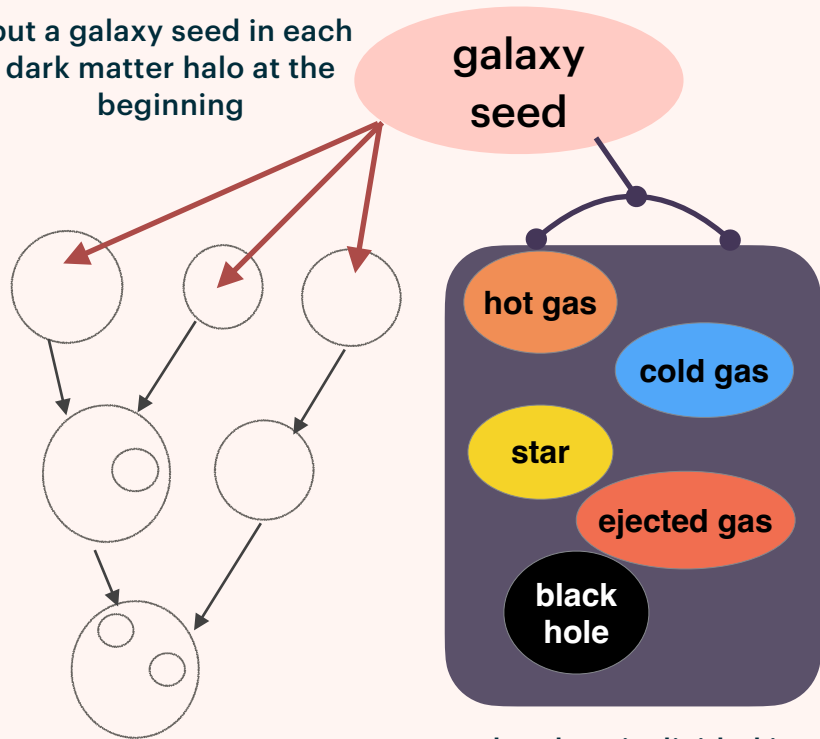 a galaxy seed in each
dark matter halo at the
beginning
galaxy
seed
hot gas
cold gas
star
ejected gas
black
hole